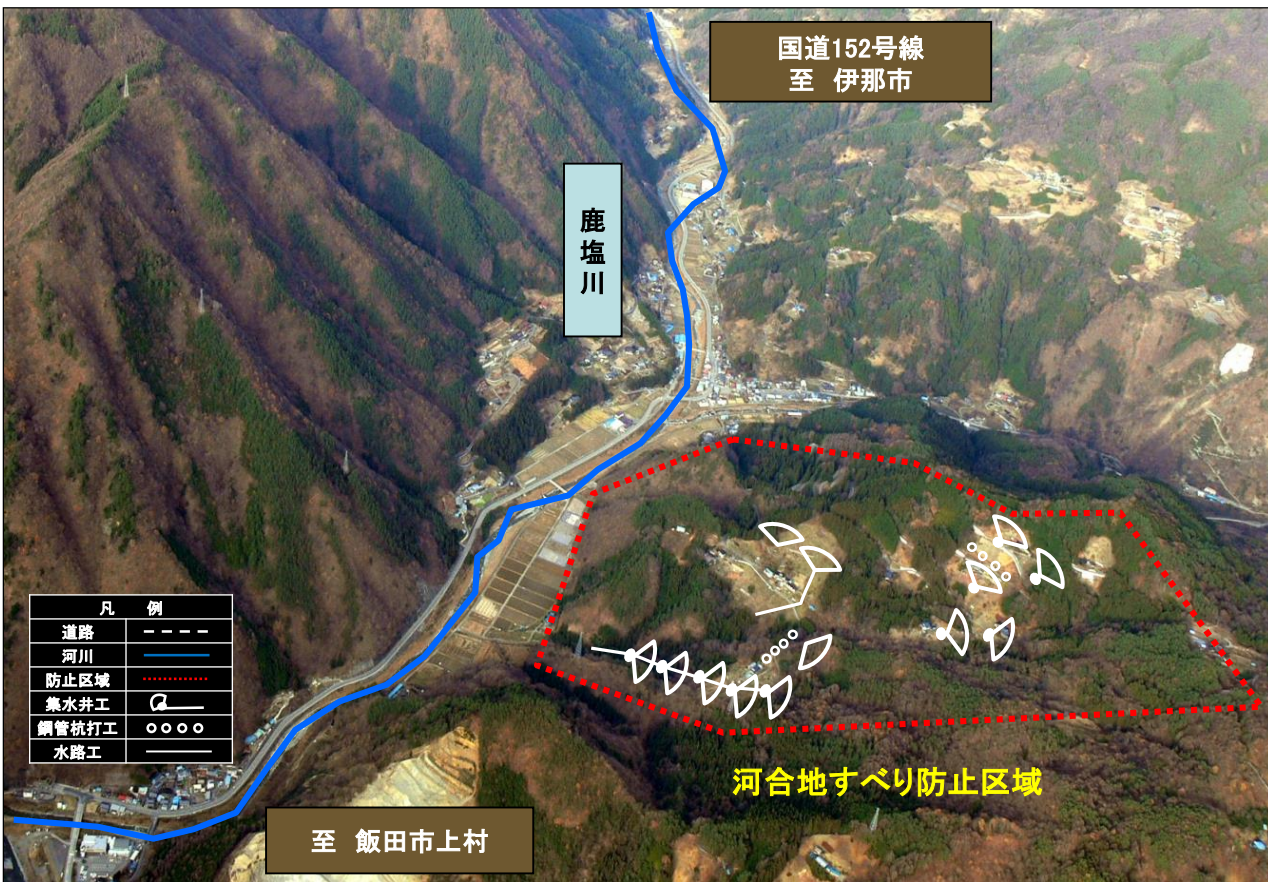 国道152号線
至 伊那市
鹿塩川
凡 例
道路
河川
防止区域
集水井工
鋼管杭打工
水路工
河合地すべり防止区域
至 飯田市上村